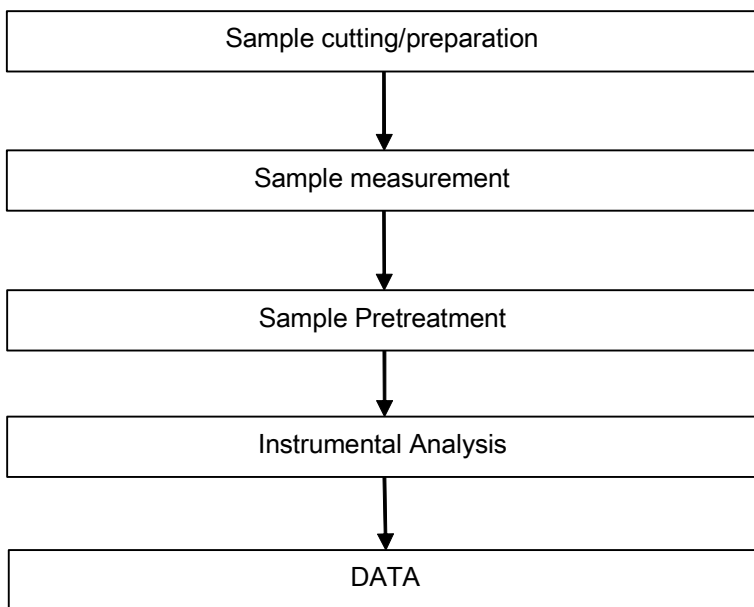 Sample cutting/preparation
Sample measurement
Sample Pretreatment
Instrumental Analysis
DATA